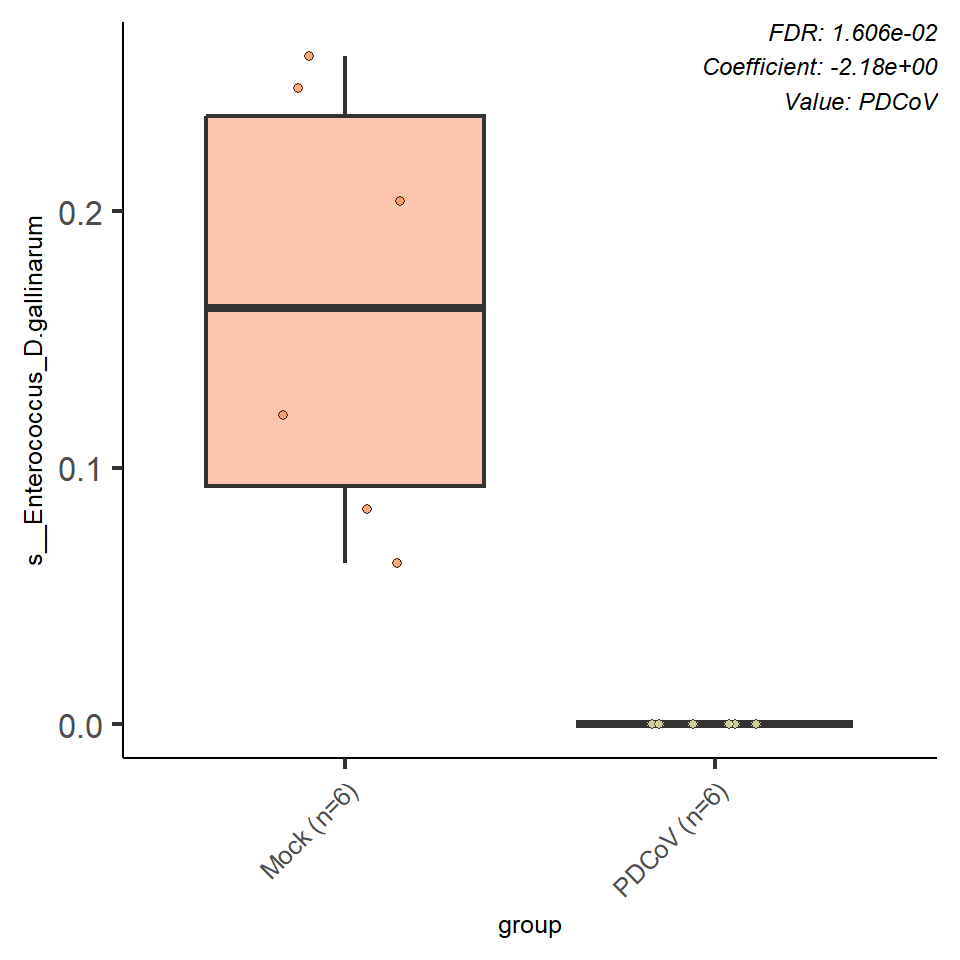 FDR: 1.606e-02
Coefficient: -2.18e+00
Value: PDCoV
s__Enterococcus_D.gallinarum
0.2
0.1
0.0
Mock (n=6)
PDCoV (n=6)
group